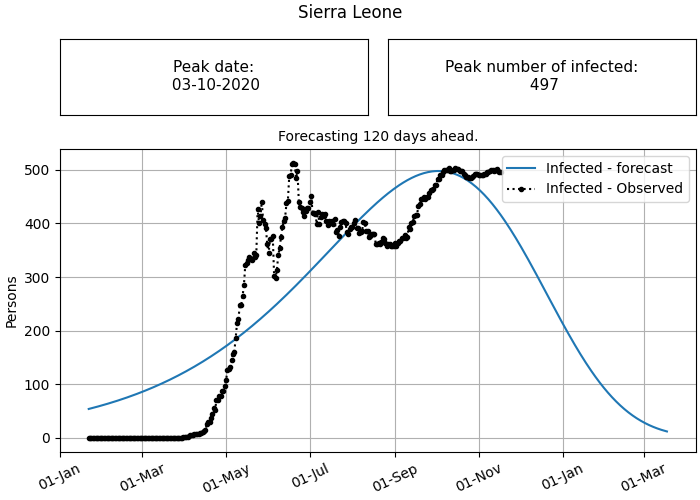 Sierra Leone
Peak date:
03-10-2020
Peak number of infected:
497
Forecasting 120 days ahead.
Infected - forecast
Infected - Observed
Persons
500
400
300
200
100
0
01-Jan
01-Mar
01-May
01-Jul
01-Sep
01-Nov
01-Jan
01-Mar